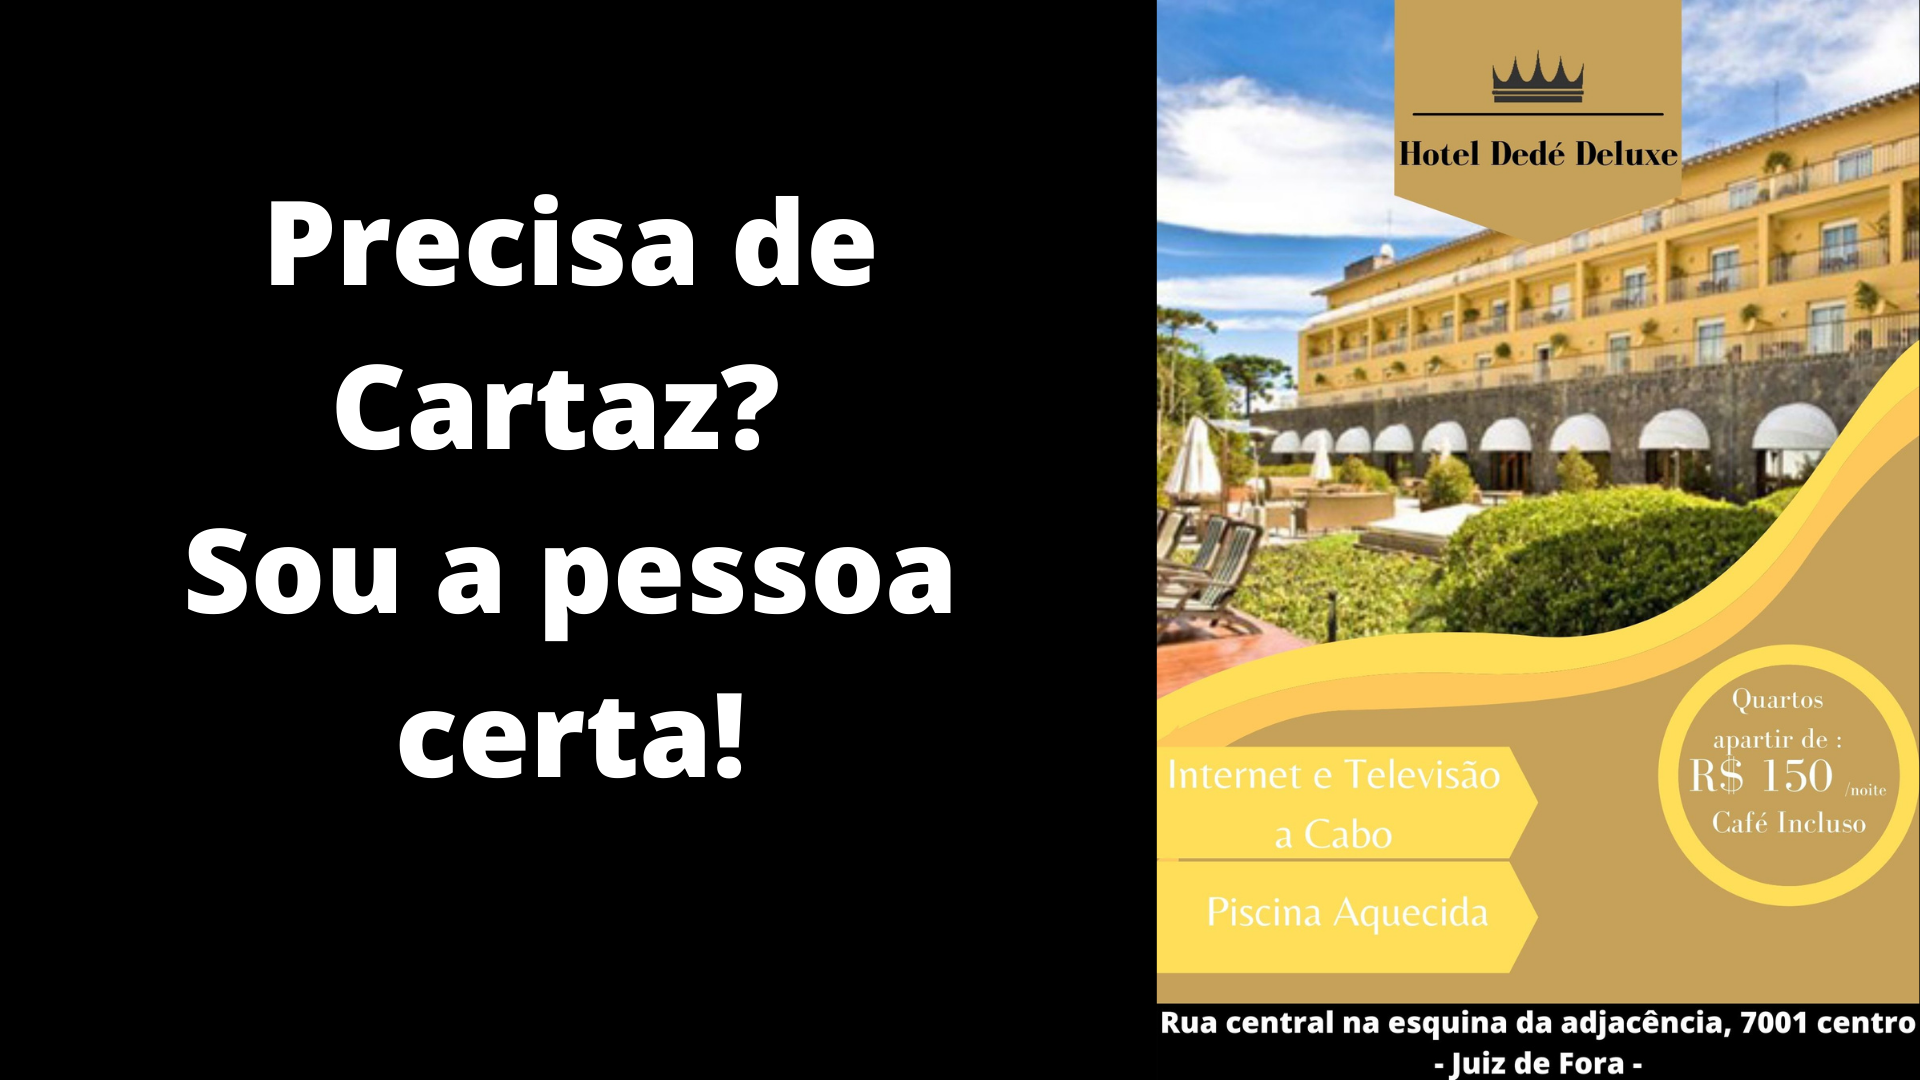 Precisa de
Cartaz?
Sou a pessoa
certa!
Hotel Dedé Deluxe
Quartos
apartir de :
R$ 150 /noite
Café Incluso
Internet e Televisão
a Cabo
Piscina Aquecida
Rua central na esquina da adjacência, 7001 centro
- Juiz de Fora -